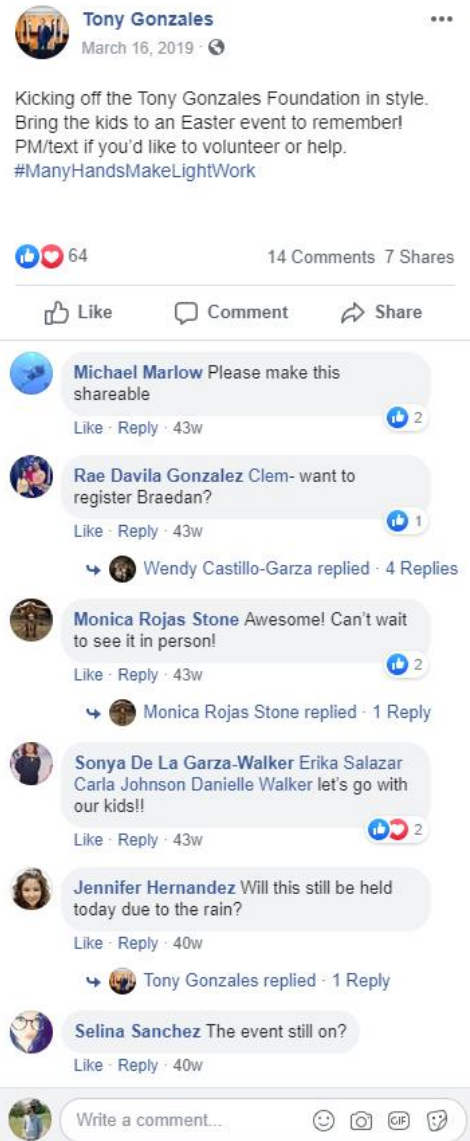 Tony Gonzales
March 16, 2019 ·
Kicking off the Tony Gonzales Foundation in style.
Bring the kids to an Easter event to remember!
PM/text if you'd like to volunteer or help.
#ManyHandsMakeLightWork
64 14 Comments 7 Shares
Like Comment Share
Michael Marlow Please make this
shareable
2
Like · Reply · 43w
Rae Davila Gonzalez Clem- want to
register Braedan?
1
Like · Reply · 43w
Wendy Castillo-Garza replied · 4 Replies
Monica Rojas Stone Awesome! Can't wait
to see it in person!
2
Like · Reply · 43w
Monica Rojas Stone replied · 1 Reply
Sonya De La Garza-Walker Erika Salazar
Carla Johnson Danielle Walker let's go with
our kids!!
2
Like · Reply · 43w
Jennifer Hernandez Will this still be held
today due to the rain?
Like · Reply · 40w
Tony Gonzales replied · 1 Reply
Selina Sanchez The event still on?
Like · Reply · 40w
Write a comment...
GIF